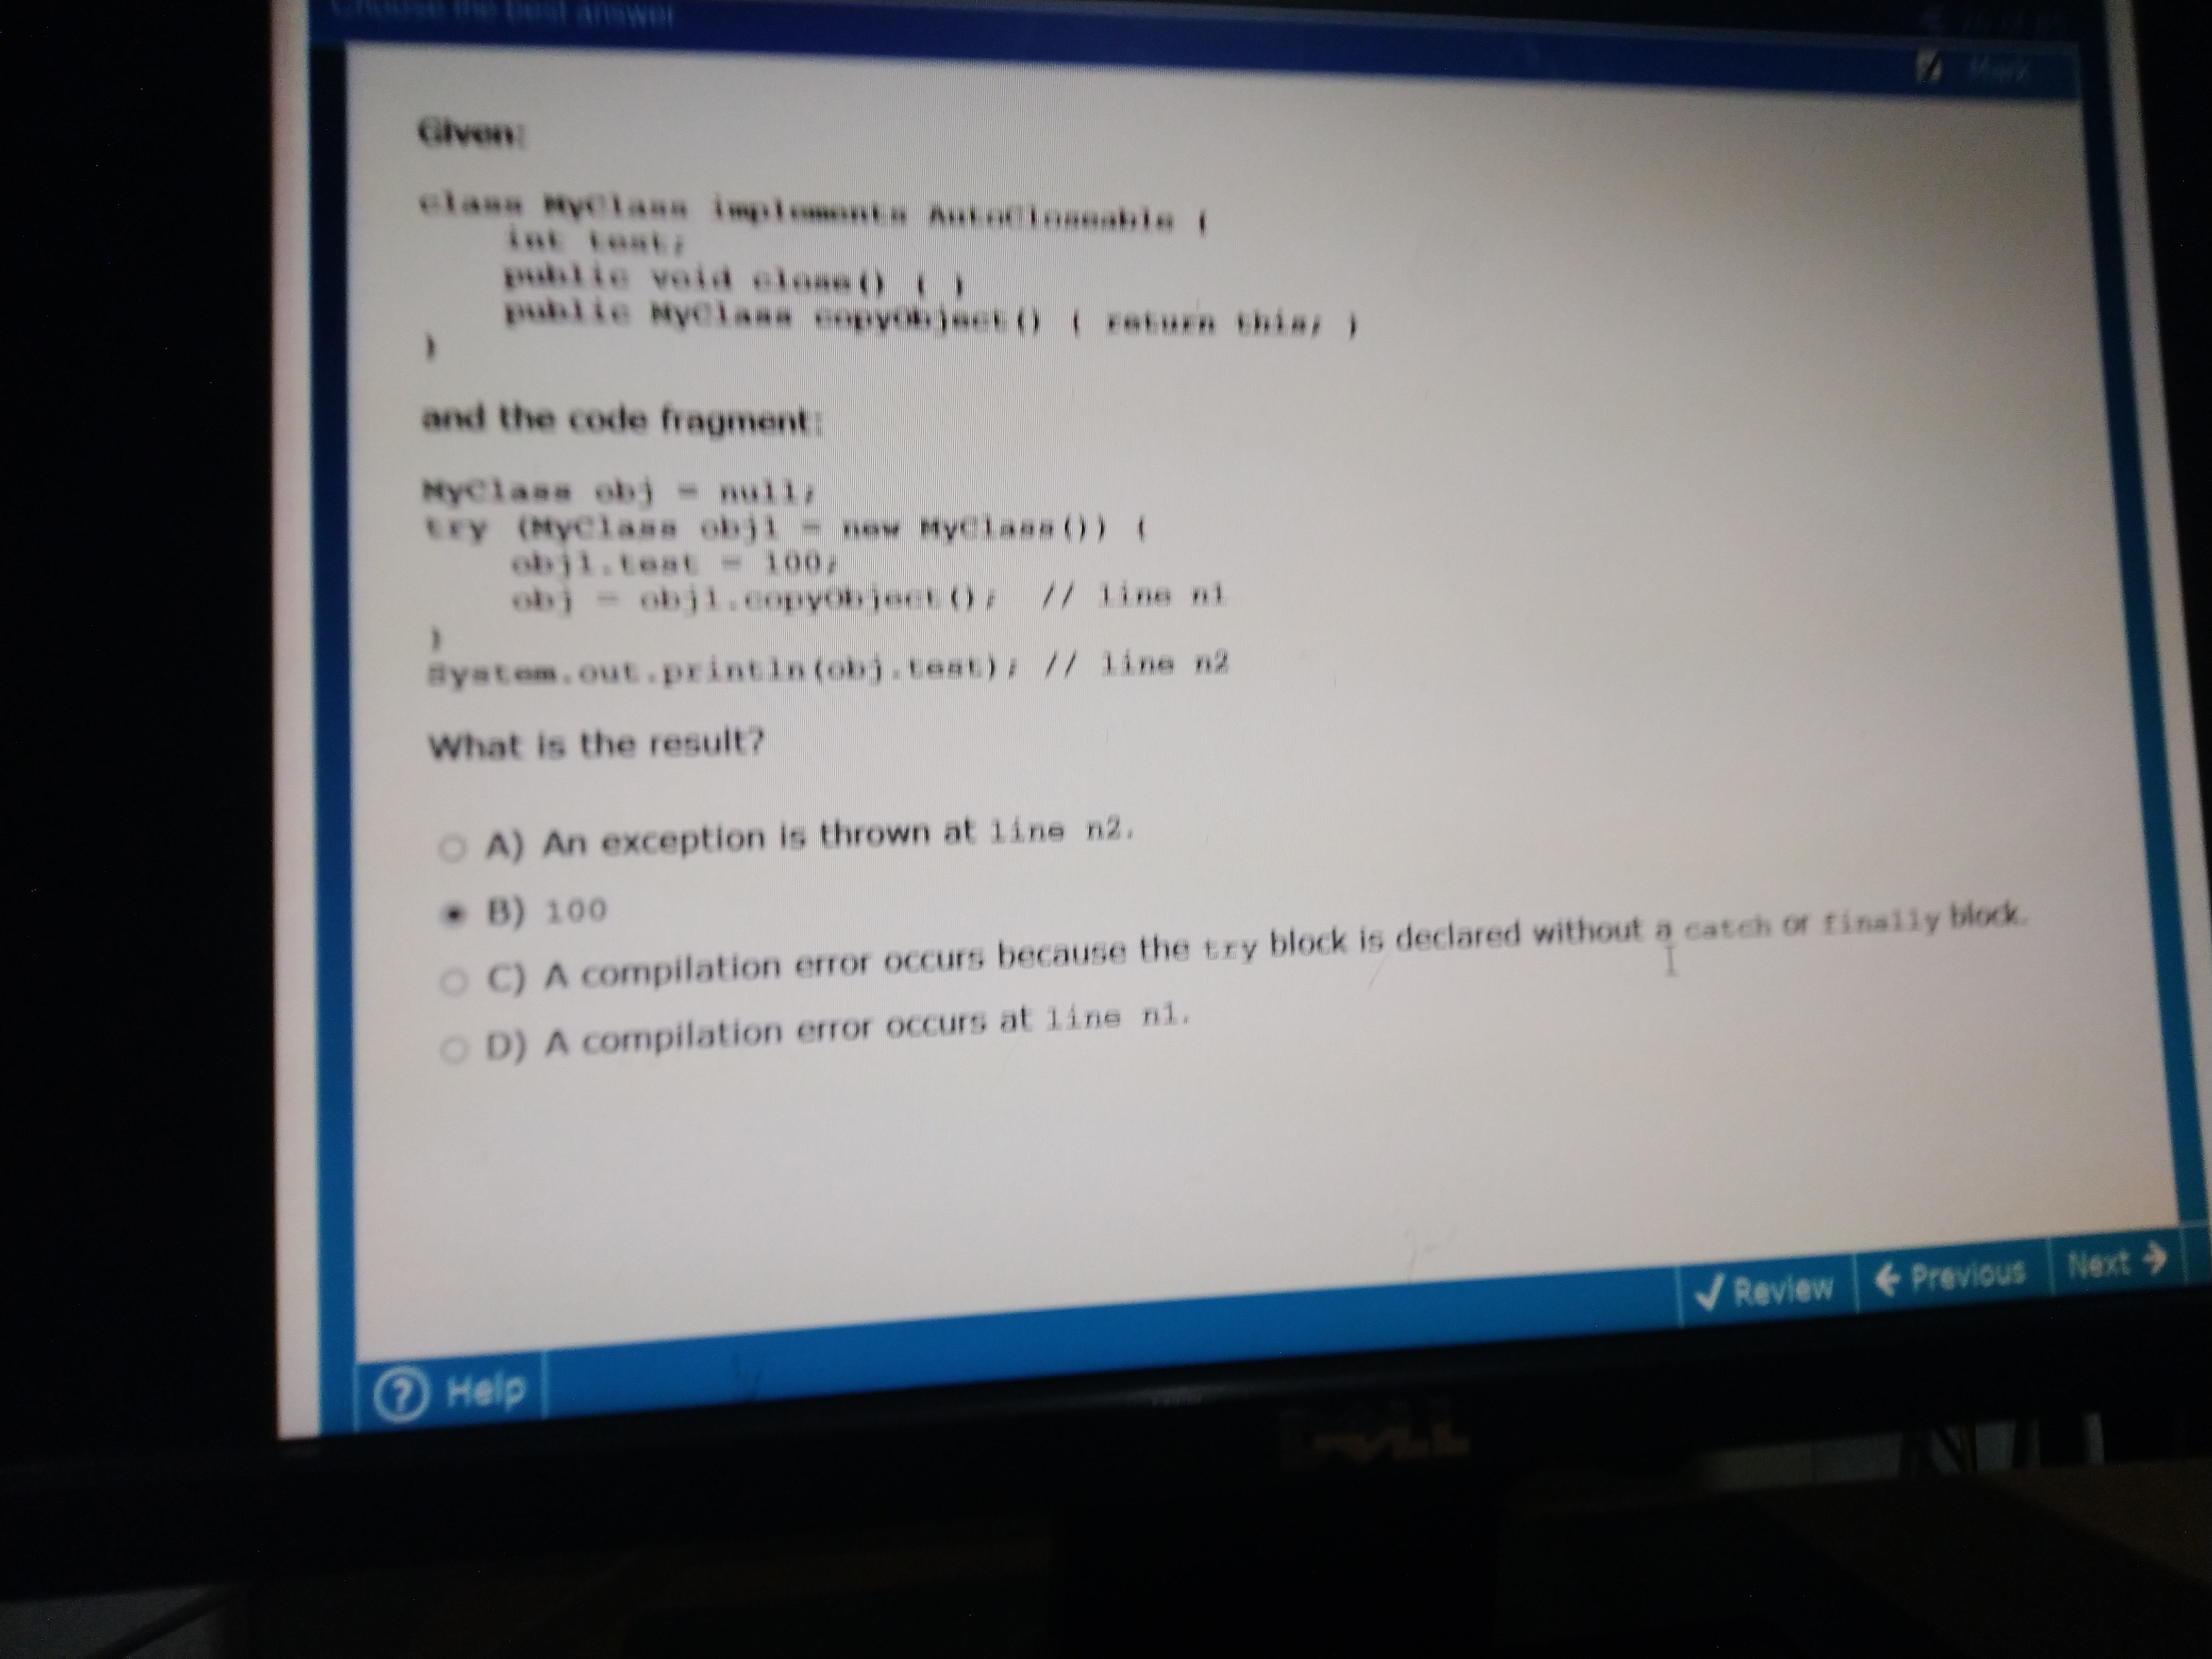 Choose the best answer
Mark
Given:
class MyClass implements AutoCloseable {
int test;
public void close() { }
public MyClass copyObject() { return this; }
}
and the code fragment:
MyClass obj = null;
try (MyClass obj1 = new MyClass()) {
obj1.test = 100;
obj = obj1.copyObject(); // line n1
}
System.out.println(obj.test); // line n2
What is the result?
A) An exception is thrown at line n2.
B) 100
C) A compilation error occurs because the try block is declared without a catch or finally block.
D) A compilation error occurs at line n1.
Review
Previous
Next
Help
DELL